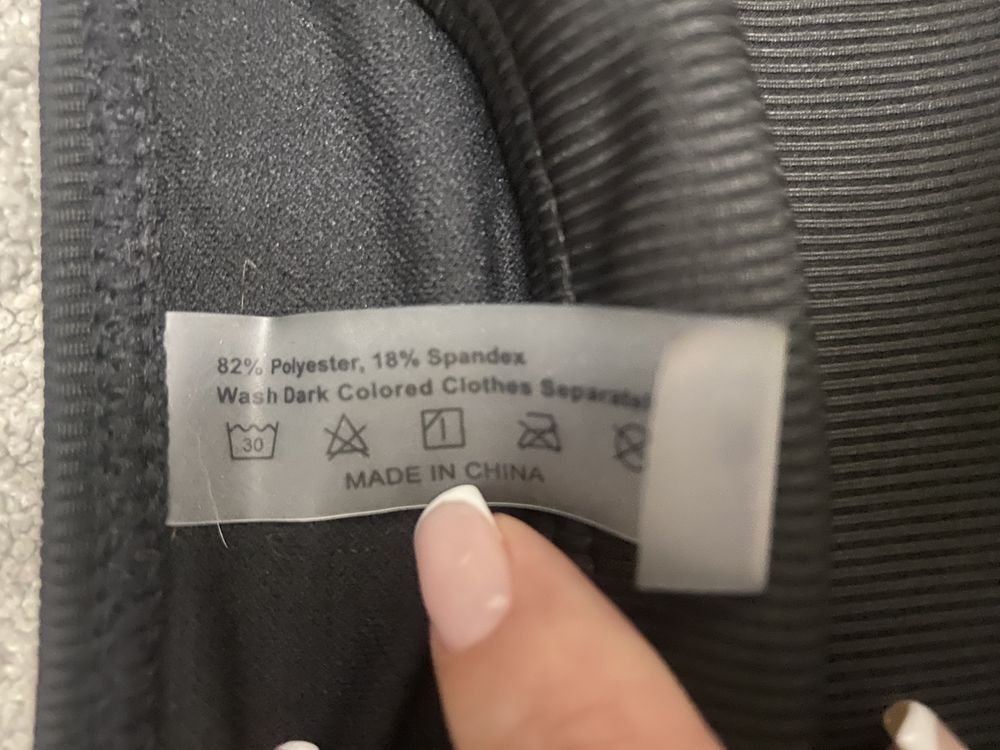 82% Polyester, 18% Spandex
Wash Dark Colored Clothes
30
MADE IN CHINA